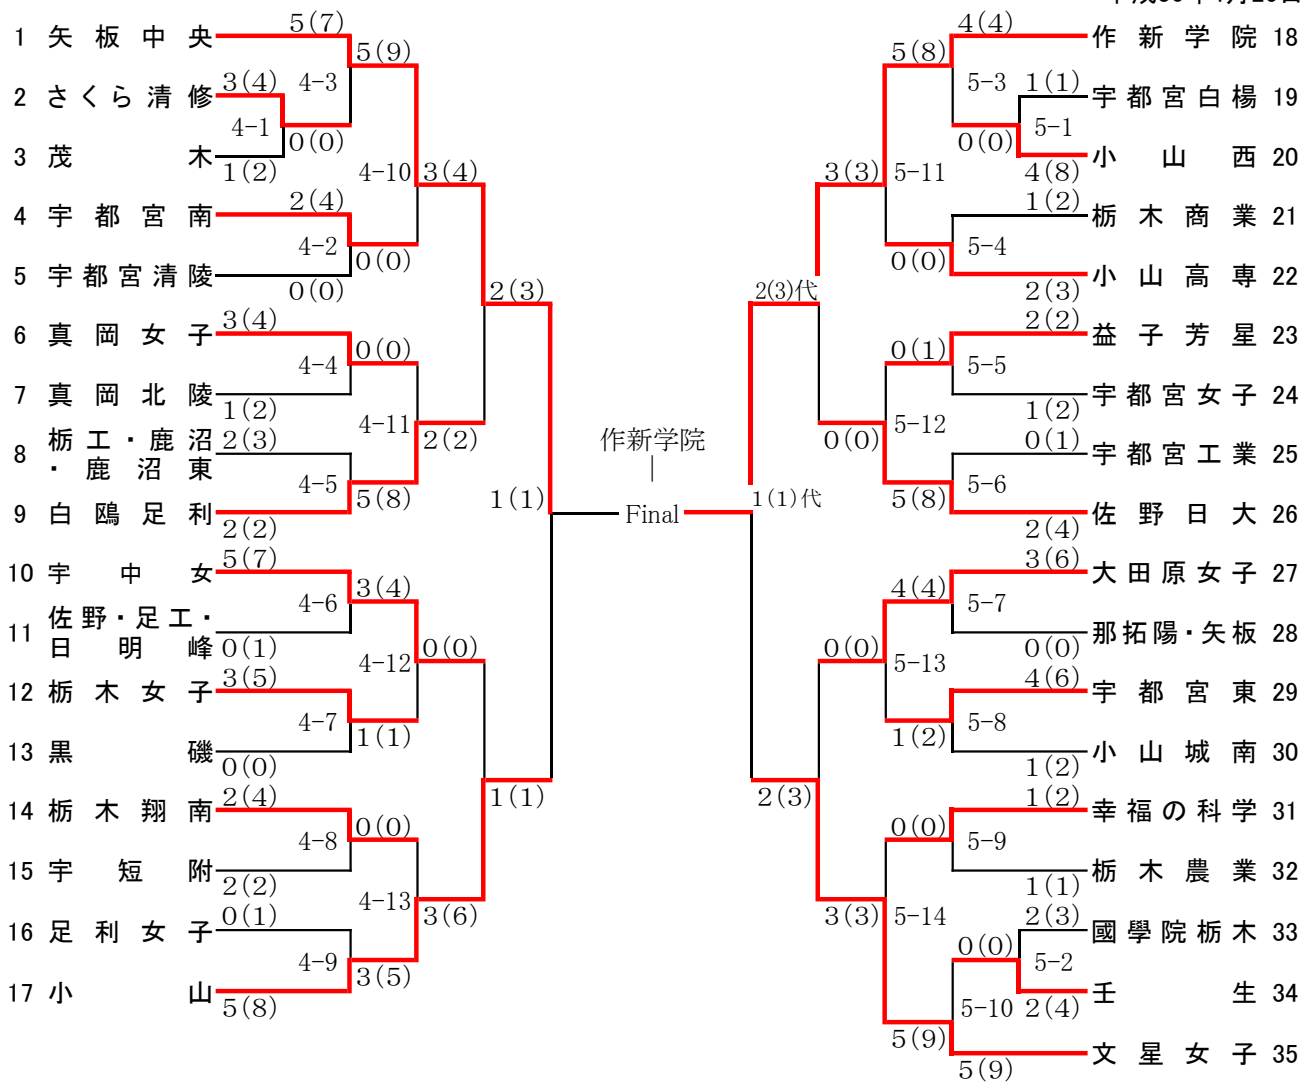 5(7)
4(4)
1 矢板中央
5(9)
5(8)
作新学院 18
3(4)
4-3
5-3
1(1)
2 さくら清修
宇都宮白楊 19
4-1
0(0)
0(0)
5-1
3 茂木
小山西 20
1(2)
4-10
3(4)
3(3)
5-11
4(8)
2(4)
1(2)
4 宇都宮南
栃木商業 21
4-2
0(0)
0(0)
5-4
5 宇都宮清陵
小山高専 22
0(0)
2(3)
2(3)代
2(3)
3(4)
2(2)
6 真岡女子
0(0)
0(1)
益子芳星 23
4-4
5-5
7 真岡北陵
宇都宮女子 24
1(2)
4-11
5-12
1(2)
8 栃工・鹿沼・鹿沼東
2(3)
2(2)
作新学院
0(0)
0(1)
宇都宮工業 25
4-5
5(8)
1(1)
1(1)代
5(8)
5-6
9 白鴎足利
Final
佐野日大 26
2(2)
2(4)
5(7)
3(6)
10 宇中女
3(4)
4(4)
大田原女子 27
4-6
5-7
11 佐野・足工・日明峰
那拓陽・矢板 28
0(1)
4-12
0(0)
0(0)
5-13
0(0)
3(5)
4(6)
12 栃木女子
宇都宮東 29
4-7
1(1)
1(2)
5-8
13 黒磯
小山城南 30
0(0)
1(2)
2(4)
1(1)
2(3)
1(2)
14 栃木翔南
0(0)
0(0)
幸福の科学 31
4-8
5-9
15 宇短附
栃木農業 32
2(2)
1(1)
4-13
3(6)
3(3)
5-14
0(1)
2(3)
16 足利女子
0(0)
國學院栃木 33
4-9
3(5)
5-2
17 小山
壬生 34
5(8)
5-10
2(4)
5(9)
文星女子 35
5(9)